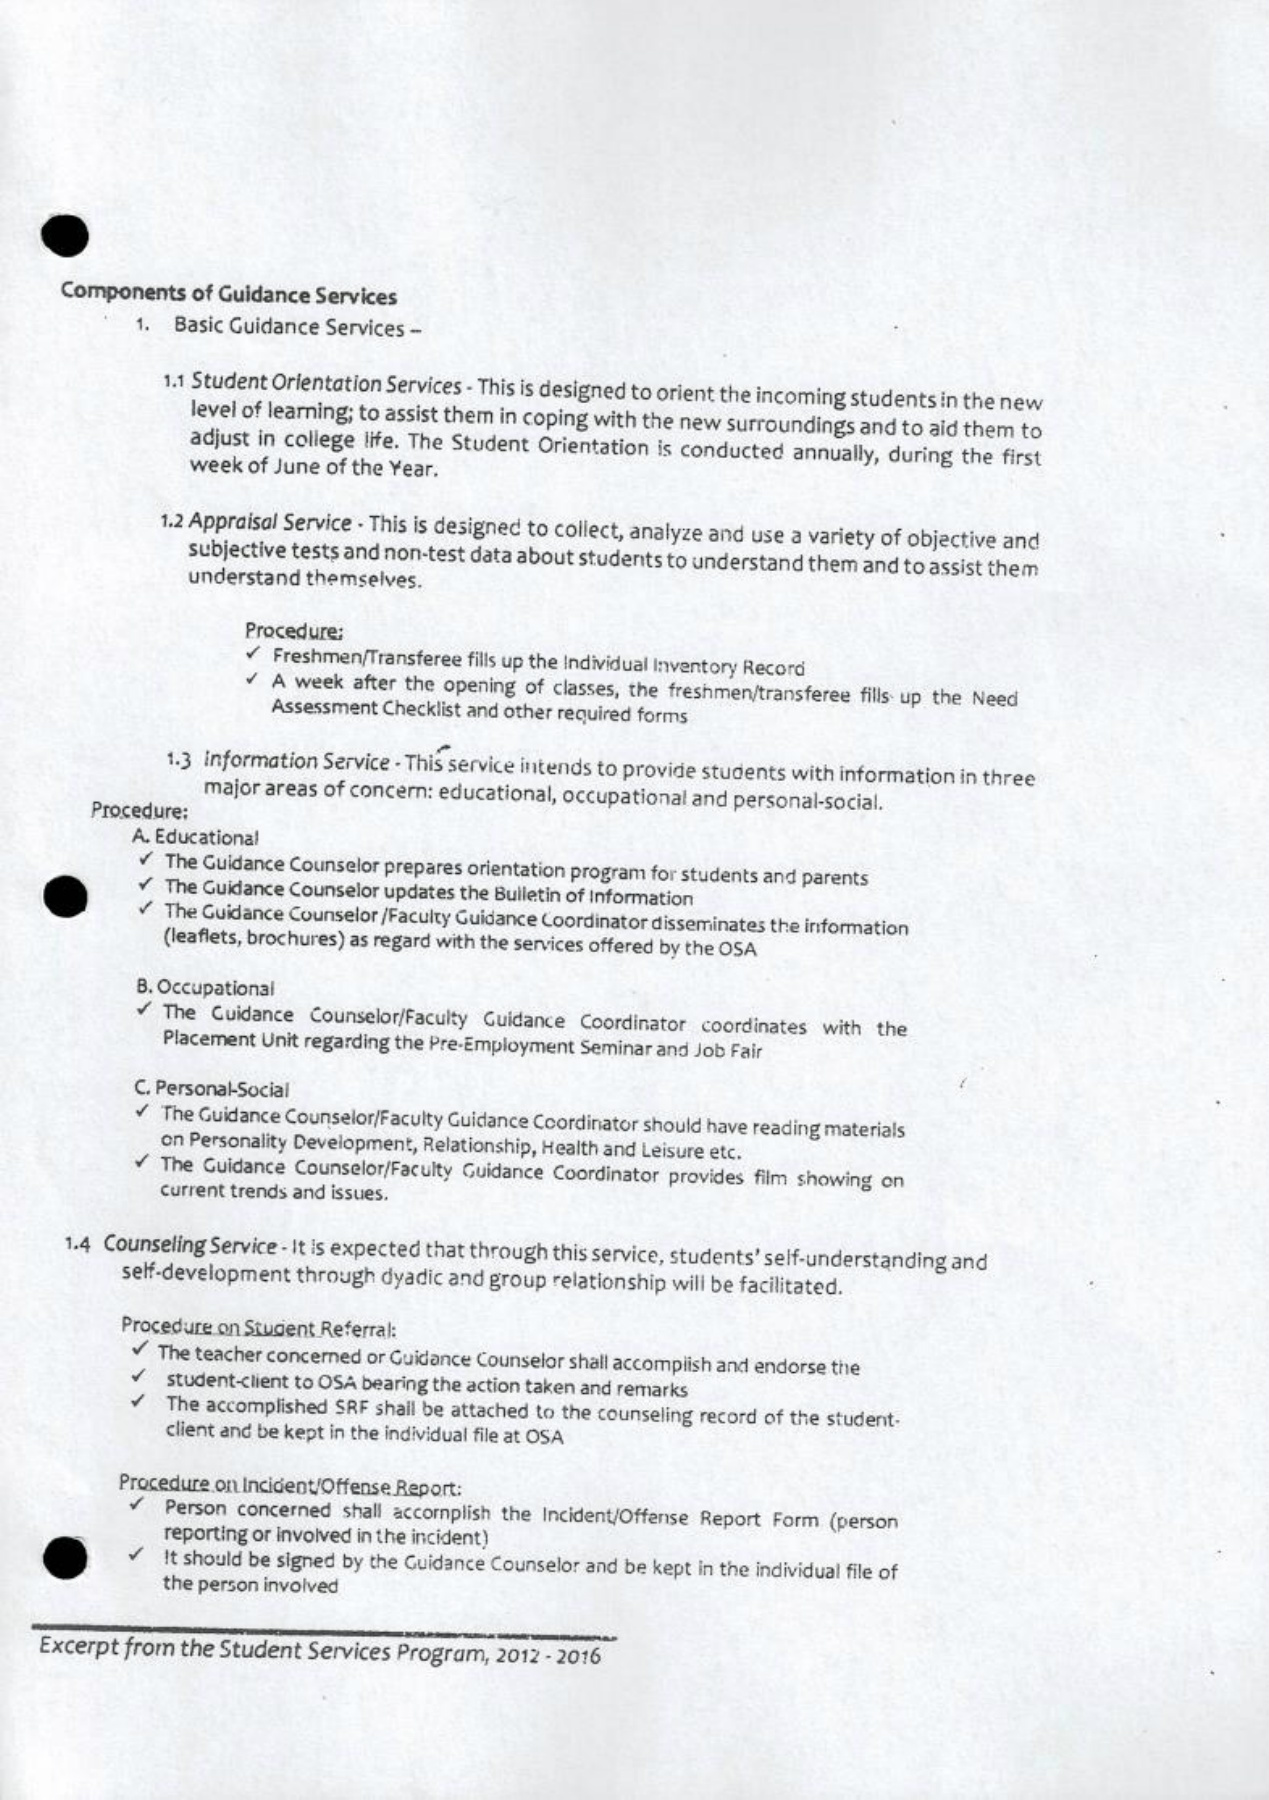 Components of Guidance Services
1. Basic Guidance Services –
1.1 Student Orientation Services - This is designed to orient the incoming students in the new
level of learning; to assist them in coping with the new surroundings and to aid them to
adjust in college life. The Student Orientation is conducted annually, during the first
week of June of the Year.
1.2 Appraisal Service - This is designed to collect, analyze and use a variety of objective and
subjective tests and non-test data about students to understand them and to assist them
understand themselves.
Procedure:
✓ Freshmen/Transferee fills up the Individual Inventory Record
✓ A week after the opening of classes, the freshmen/transferee fills up the Need
Assessment Checklist and other required forms
1.3 Information Service - This service intends to provide students with information in three
major areas of concern: educational, occupational and personal-social.
Procedure:
A. Educational
✓ The Guidance Counselor prepares orientation program for students and parents
✓ The Guidance Counselor updates the Bulletin of Information
✓ The Guidance Counselor /Faculty Guidance Coordinator disseminates the information
(leaflets, brochures) as regard with the services offered by the OSA
B. Occupational
✓ The Guidance Counselor/Faculty Guidance Coordinator coordinates with the
Placement Unit regarding the Pre-Employment Seminar and Job Fair
C. Personal-Social
✓ The Guidance Counselor/Faculty Guidance Coordinator should have reading materials
on Personality Development, Relationship, Health and Leisure etc.
✓ The Guidance Counselor/Faculty Guidance Coordinator provides film showing on
current trends and issues.
1.4 Counseling Service - It is expected that through this service, students' self-understanding and
self-development through dyadic and group relationship will be facilitated.
Procedure on Student Referral:
✓ The teacher concerned or Guidance Counselor shall accomplish and endorse the
✓ student-client to OSA bearing the action taken and remarks
✓ The accomplished SRF shall be attached to the counseling record of the student-
client and be kept in the individual file at OSA
Procedure on Incident/Offense Report:
✓ Person concerned shall accomplish the Incident/Offense Report Form (person
reporting or involved in the incident)
✓ It should be signed by the Guidance Counselor and be kept in the individual file of
the person involved
Excerpt from the Student Services Program, 2012 - 2016